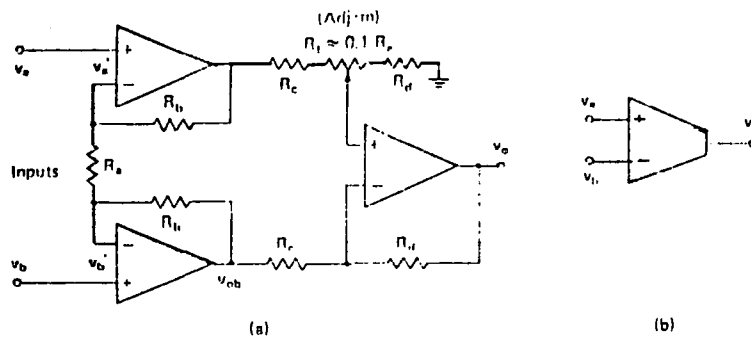 (Adj·m)
R_f ≈ 0.1 R_c
+
v_a
v_a'
−
R_c
R_d
R_b
v_o
+
−
R_a
Inputs
R_b
−
v_b'
R_c
R_d
v_b
+
v_ob
(a)
v_a
+
−
v_b
v
(b)